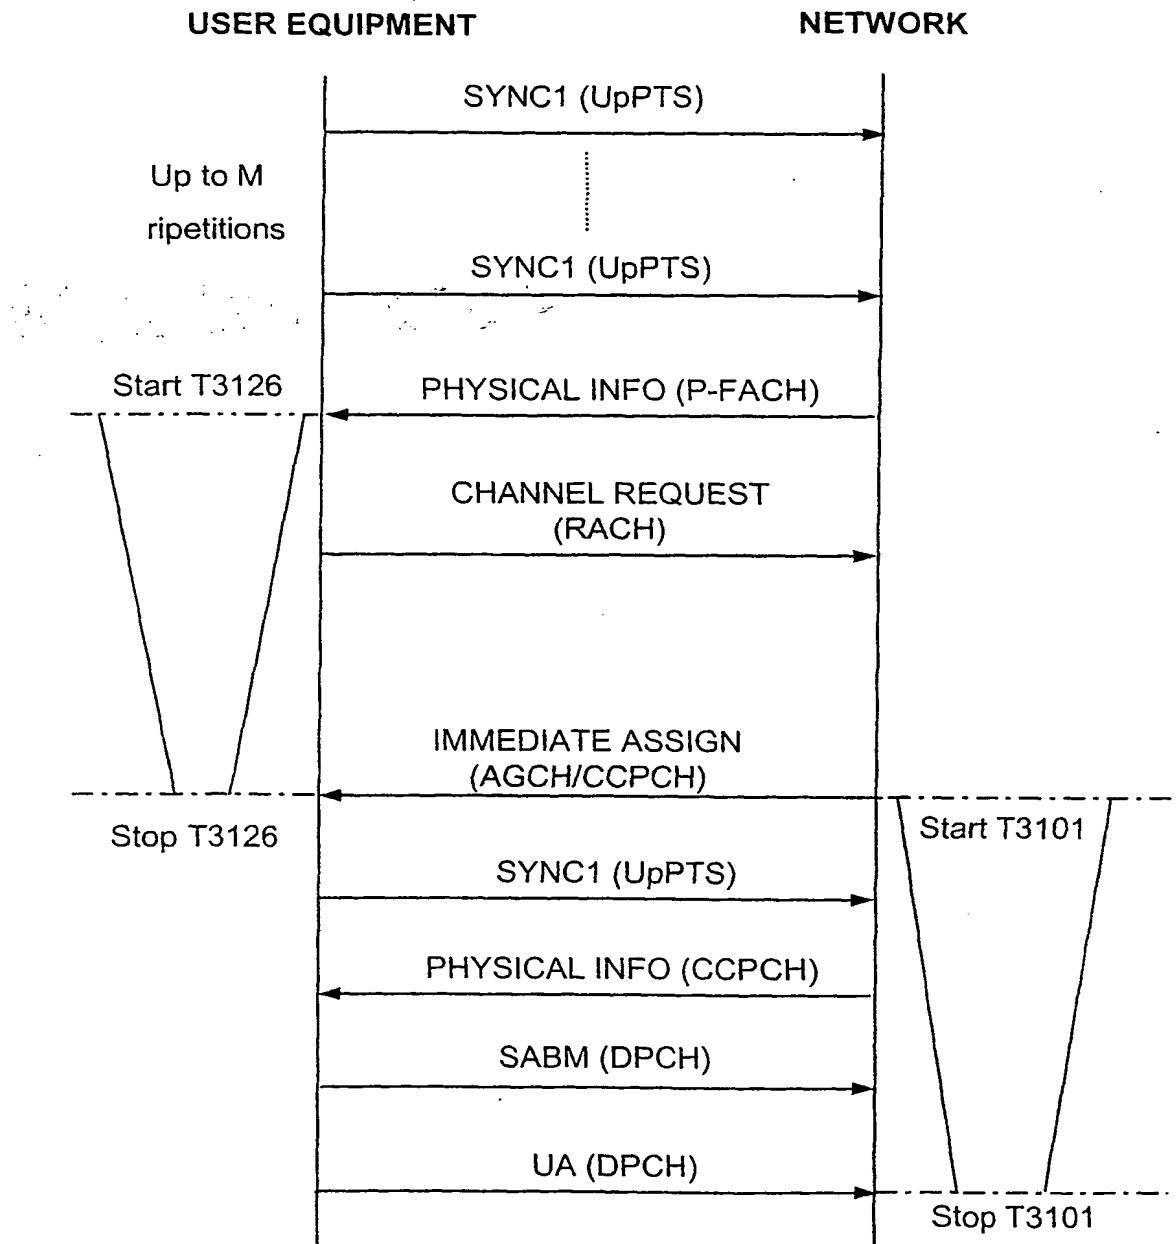 USER EQUIPMENT NETWORK
SYNC1 (UpPTS)
Up to M
ripetitions
SYNC1 (UpPTS)
Start T3126
PHYSICAL INFO (P-FACH)
CHANNEL REQUEST
(RACH)
IMMEDIATE ASSIGN
(AGCH/CCPCH)
Stop T3126
Start T3101
SYNC1 (UpPTS)
PHYSICAL INFO (CCPCH)
SABM (DPCH)
UA (DPCH)
Stop T3101